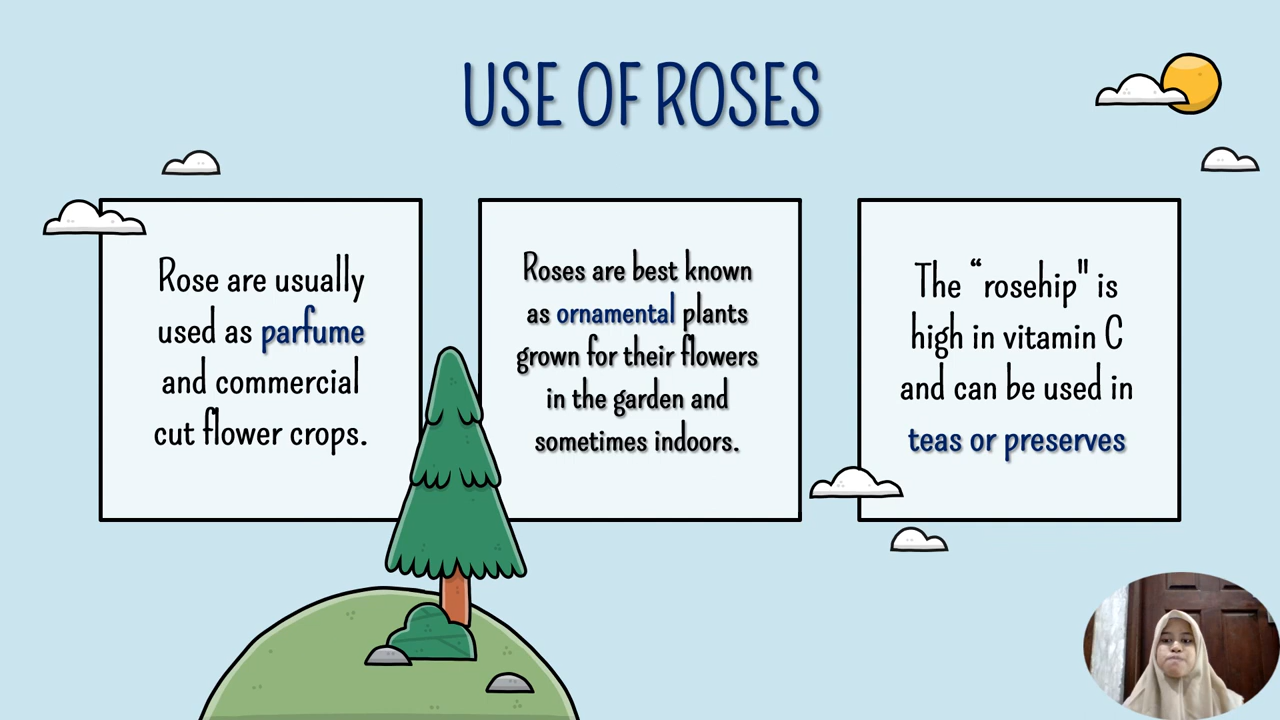 USE OF ROSES
Rose are usually
used as parfume
and commercial
cut flower crops.
Roses are best known
as ornamental plants
grown for their flowers
in the garden and
sometimes indoors.
The “rosehip" is
high in vitamin C
and can be used in
teas or preserves